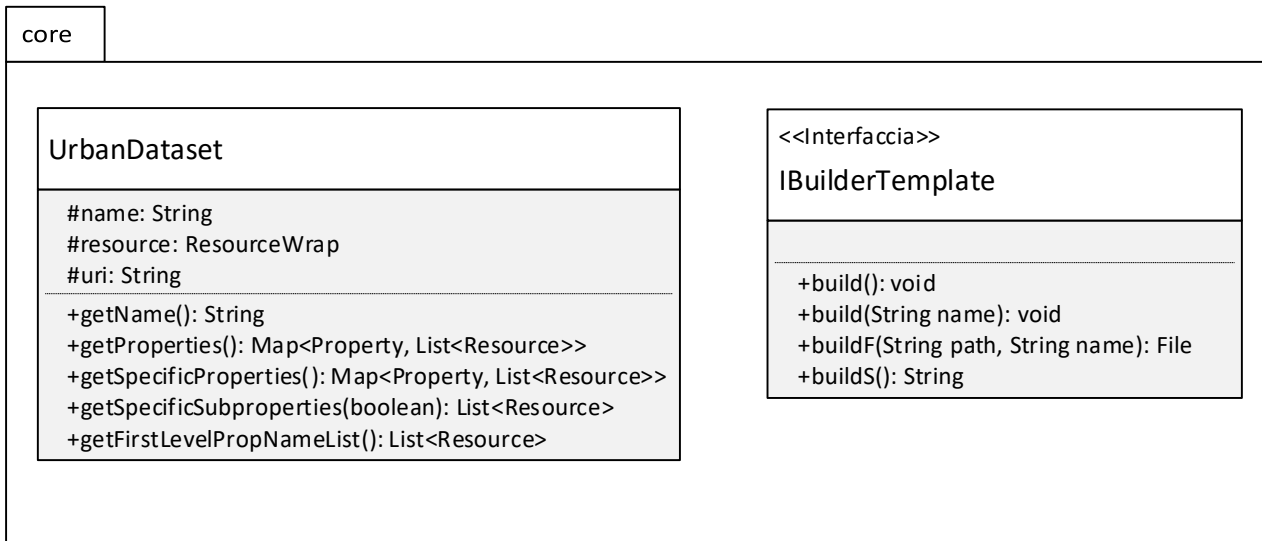 core
UrbanDataset
#name: String
#resource: ResourceWrap
#uri: String
+getName(): String
+getProperties(): Map<Property, List<Resource>>
+getSpecificProperties(): Map<Property, List<Resource>>
+getSpecificSubproperties(boolean): List<Resource>
+getFirstLevelPropNameList(): List<Resource>
<<Interfaccia>>
IBuilderTemplate
+build(): void
+build(String name): void
+buildF(String path, String name): File
+buildS(): String